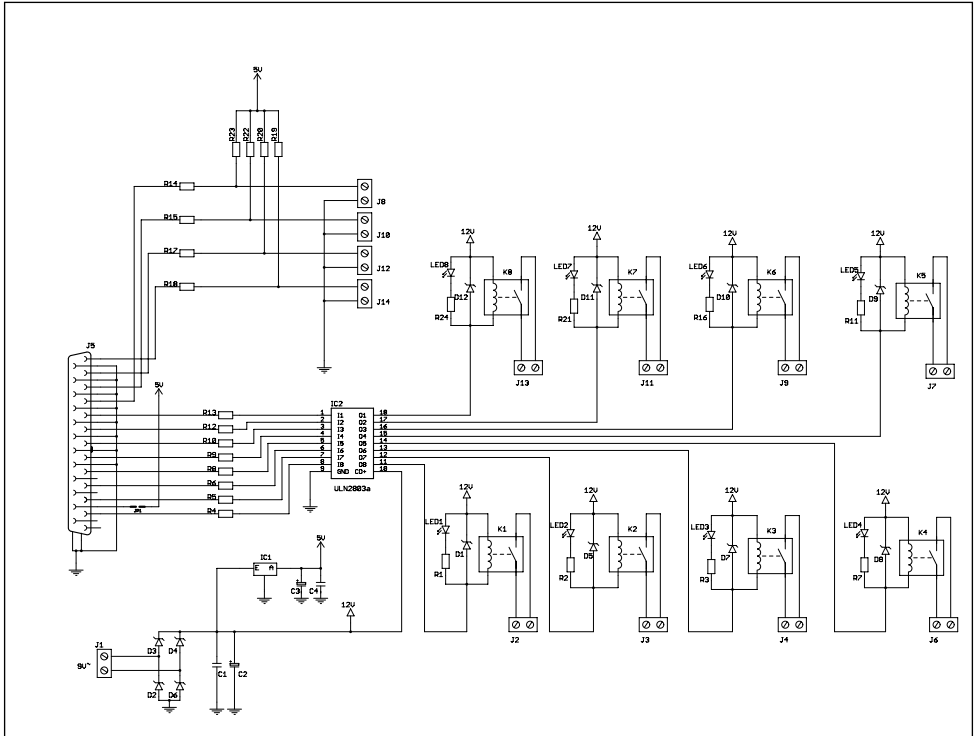 5V
R23 R22 R20 R19
R14
J8
R15
J10
R17
J12
R18
J14
12V 12V 12V 12V
LED8 K8 LED7 K7 LED6 K6 LED5 K5
D12 D11 D10 D9
R24 R21 R16 R11
J13 J11 J9 J7
J5
5V
IC2
R13 1 I1 O1 18
R12 2 I2 O2 17
R10 3 I3 O3 16
R9 4 I4 O4 15
R8 5 I5 O5 14
R6 6 I6 O6 13
R5 7 I7 O7 12
R4 8 I8 O8 11
9 GND CD+ 10
ULN2803a
JP1
12V 12V 12V 12V
LED1 K1 LED2 K2 LED3 K3 LED4 K4
D1 D5 D7 D8
R1 R2 R3 R7
J2 J3 J4 J6
5V
IC1
E A
C3 C4
12V
J1
9V~
D3 D4
D2 D6
C1 C2